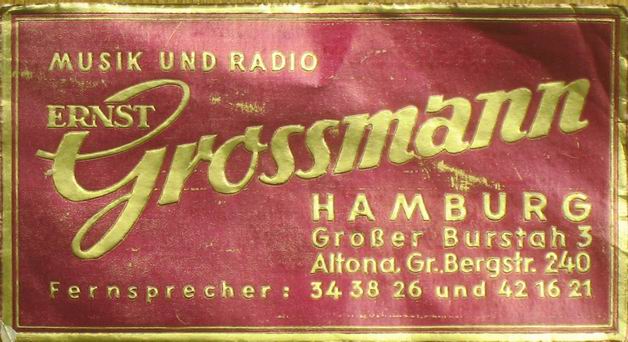 MUSIK UND RADIO
ERNST
Grossmann
HAMBURG
Großer Burstah 3
Altona, Gr. Bergstr. 240
Fernsprecher: 34 38 26 und 42 16 21